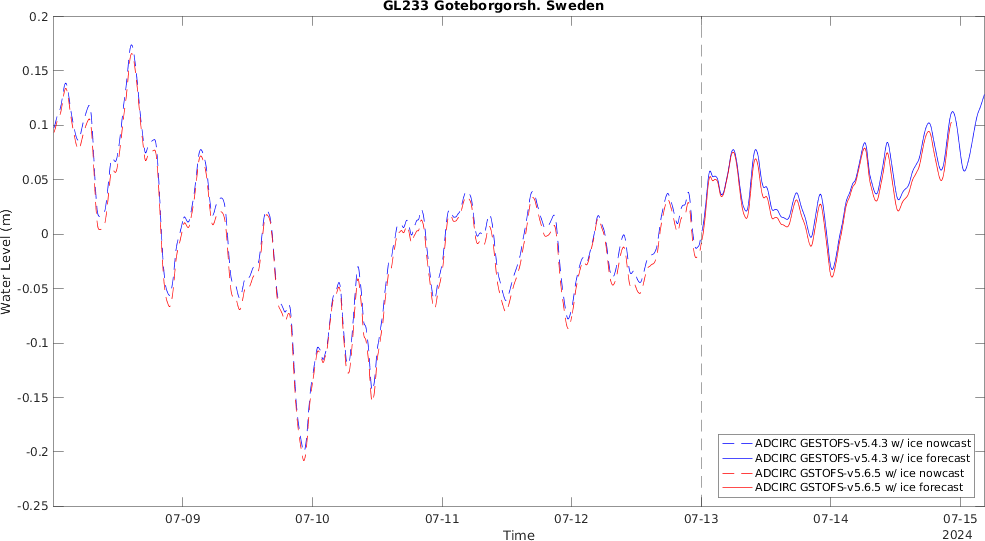 GL233 Goteborgorsh. Sweden
0.2
0.15
0.1
0.05
0
-0.05
-0.1
-0.15
-0.2
-0.25
Water Level (m)
07-09
07-10
07-11
07-12
07-13
07-14
07-15
2024
Time
ADCIRC GESTOFS-v5.4.3 w/ ice nowcast
ADCIRC GESTOFS-v5.4.3 w/ ice forecast
ADCIRC GSTOFS-v5.6.5 w/ ice nowcast
ADCIRC GSTOFS-v5.6.5 w/ ice forecast